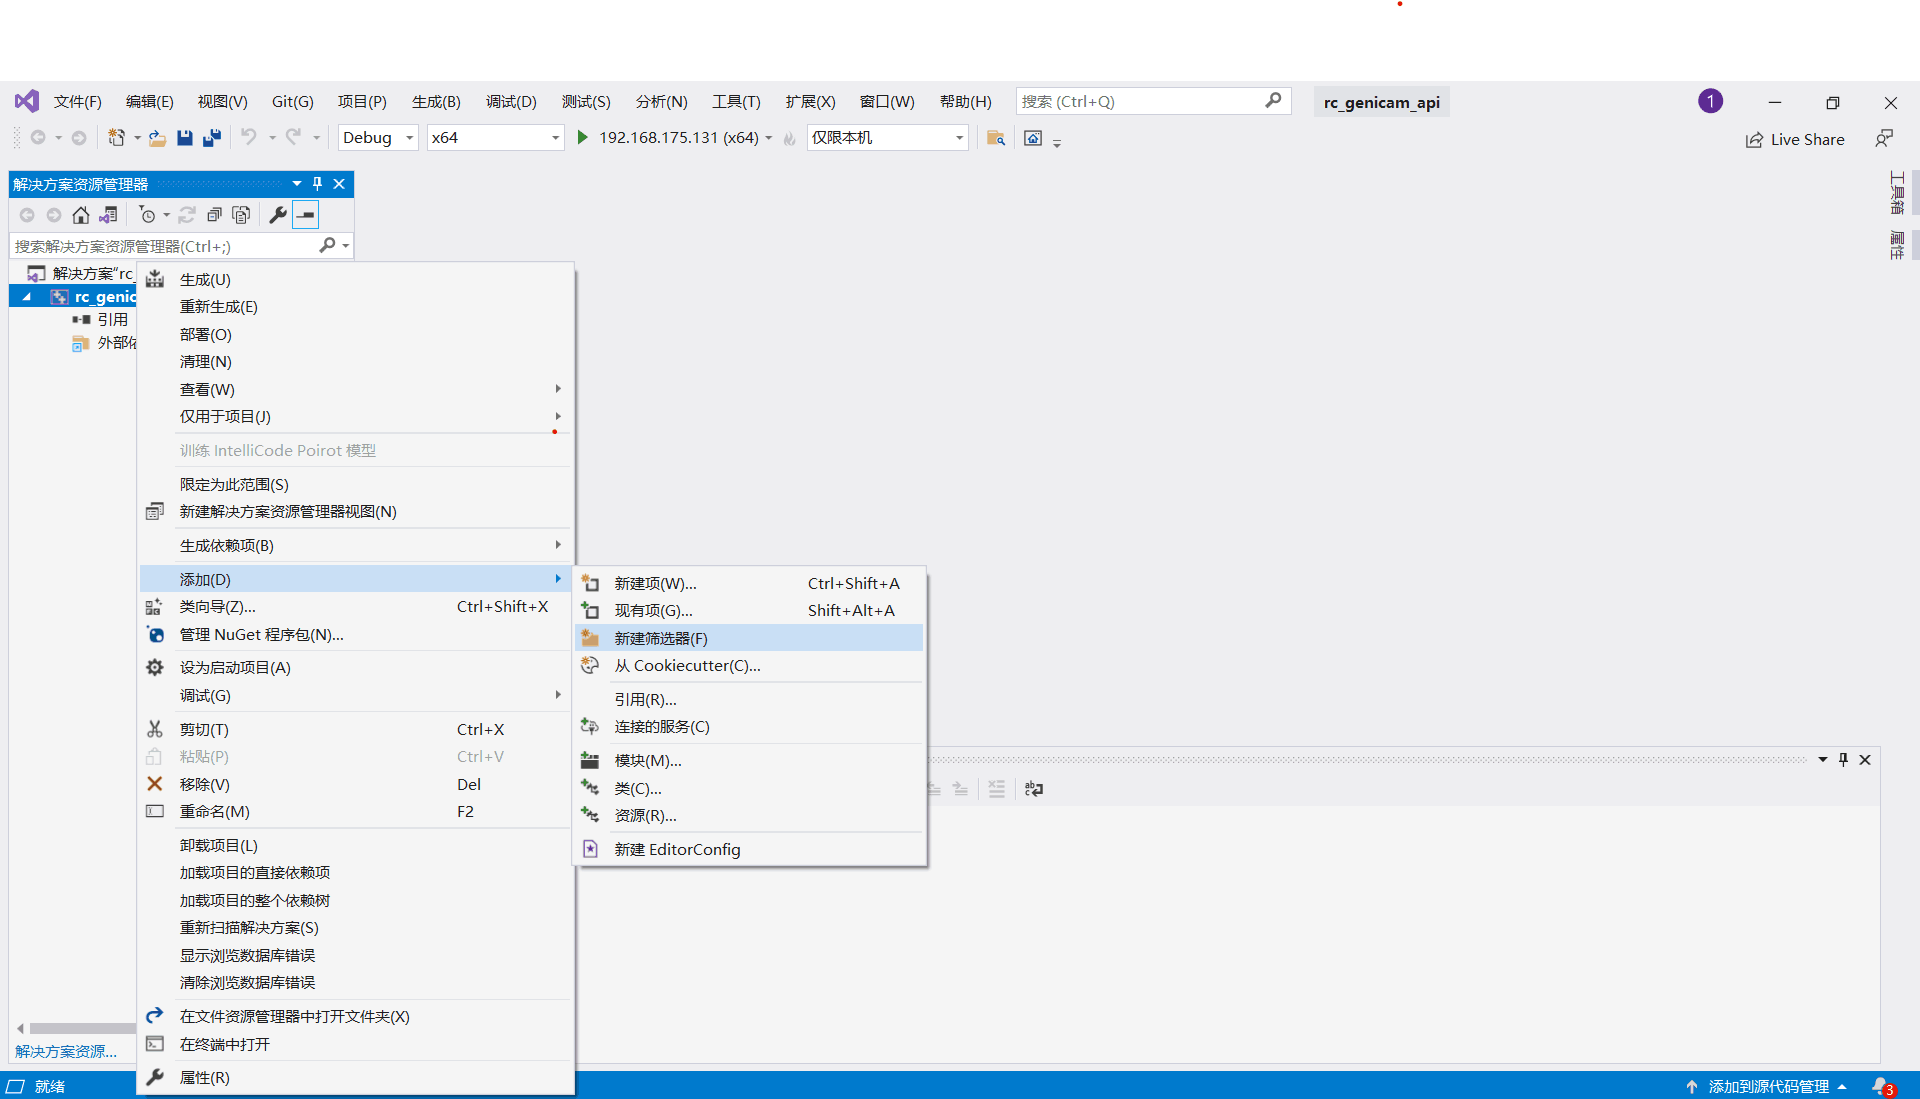 文件(F) 编辑(E) 视图(V) Git(G) 项目(P) 生成(B) 调试(D) 测试(S) 分析(N) 工具(T) 扩展(X) 窗口(W) 帮助(H) 搜索 (Ctrl+Q) rc_genicam_api 1
Debug x64 192.168.175.131 (x64) 仅限本机 Live Share
解决方案资源管理器
工具箱
属性
搜索解决方案资源管理器(Ctrl+;)
解决方案"rc_
rc_genic
引用
外部依
生成(U)
重新生成(E)
部署(O)
清理(N)
查看(W)
仅用于项目(J)
训练 IntelliCode Poirot 模型
限定为此范围(S)
新建解决方案资源管理器视图(N)
生成依赖项(B)
添加(D)
类向导(Z)... Ctrl+Shift+X
管理 NuGet 程序包(N)...
设为启动项目(A)
调试(G)
剪切(T) Ctrl+X
粘贴(P) Ctrl+V
移除(V) Del
重命名(M) F2
卸载项目(L)
加载项目的直接依赖项
加载项目的整个依赖树
重新扫描解决方案(S)
显示浏览数据库错误
清除浏览数据库错误
在文件资源管理器中打开文件夹(X)
在终端中打开
属性(R)
新建项(W)... Ctrl+Shift+A
现有项(G)... Shift+Alt+A
新建筛选器(F)
从 Cookiecutter(C)...
引用(R)...
连接的服务(C)
模块(M)...
类(C)...
资源(R)...
新建 EditorConfig
解决方案资源...
就绪 添加到源代码管理 3